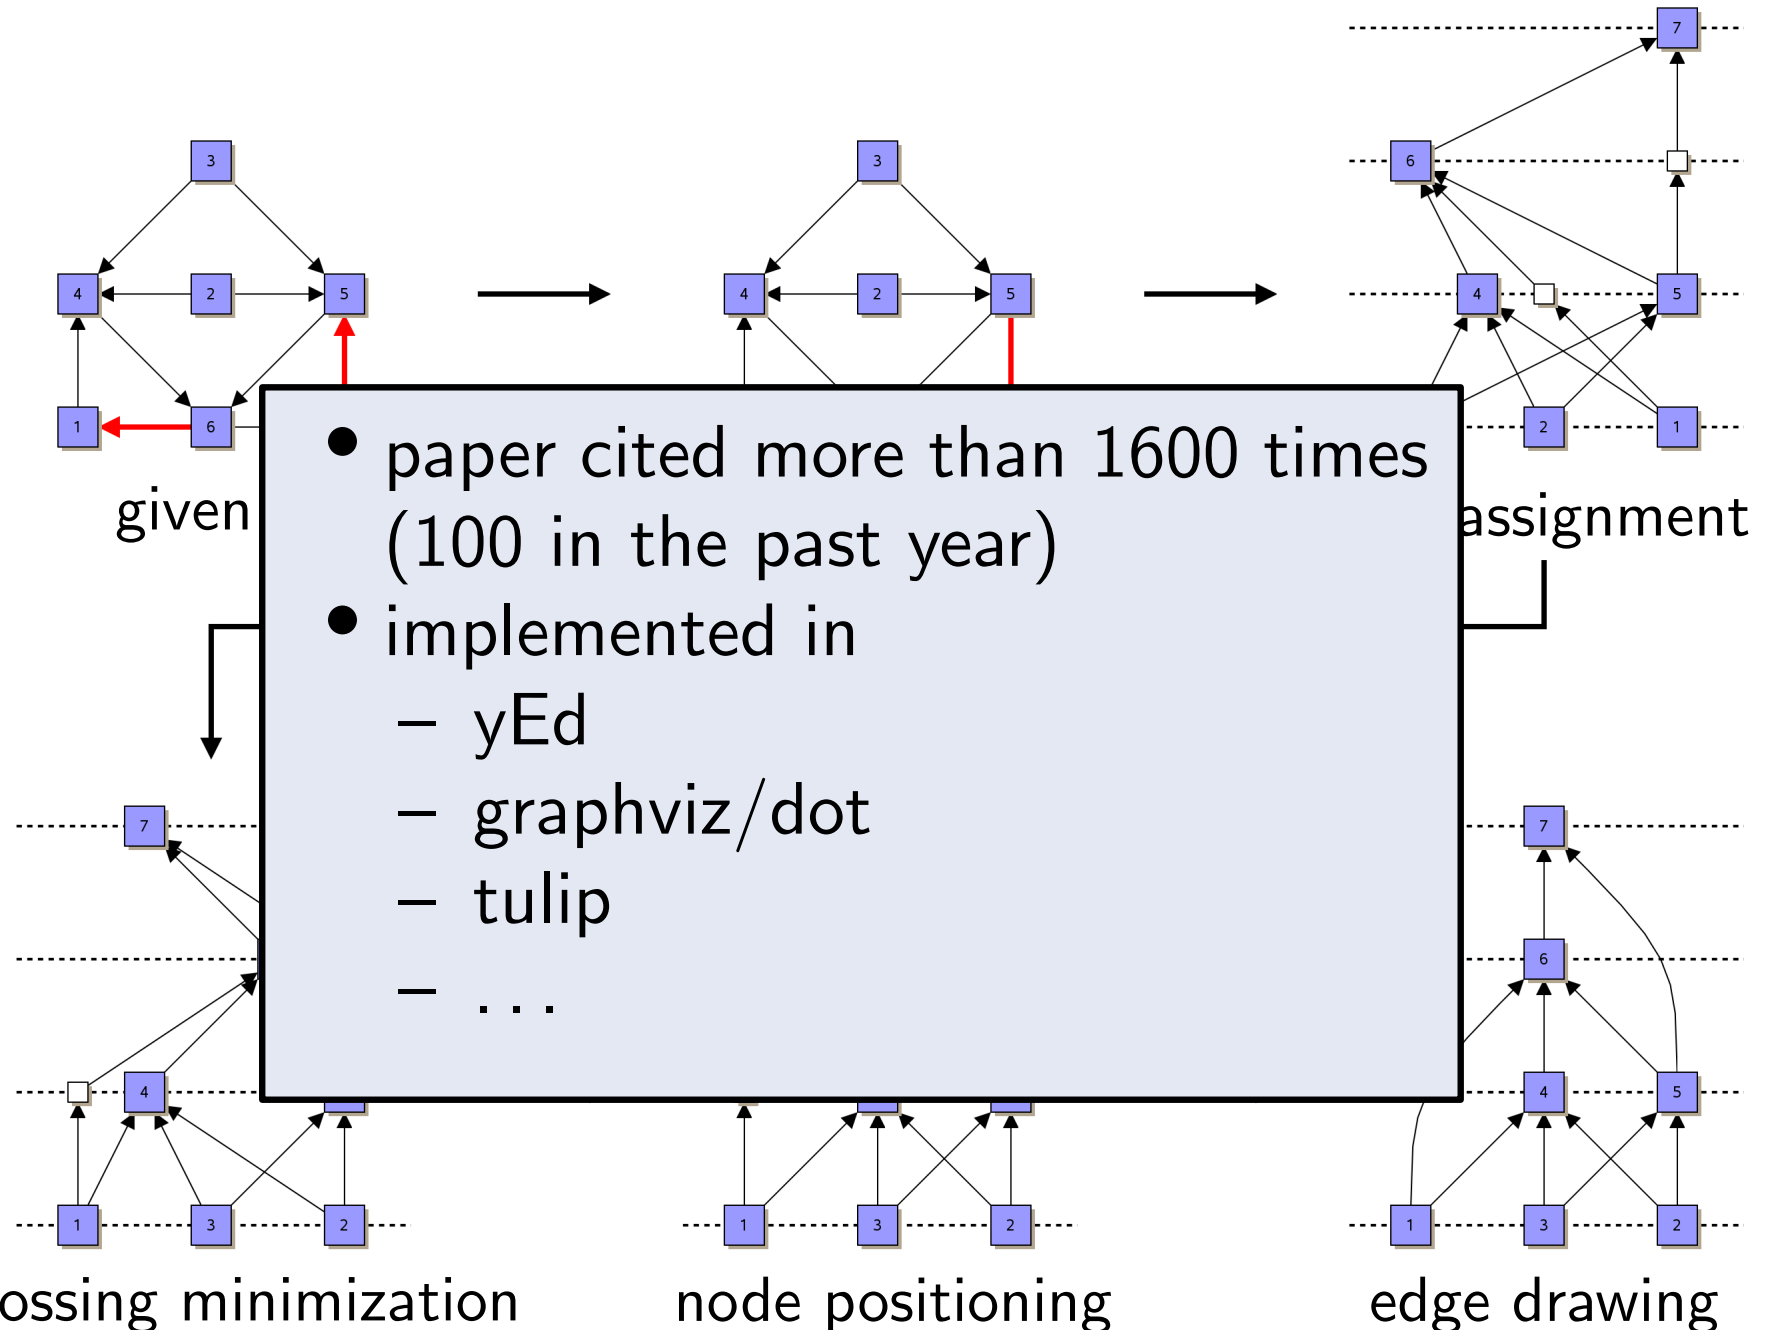 7
3
3
6
4
2
5
4
2
5
4
5
1
6
2
1
given
assignment
paper cited more than 1600 times
(100 in the past year)
implemented in
– yEd
– graphviz/dot
– tulip
– ...
7
7
6
4
4
5
1
3
2
1
3
2
1
3
2
ossing minimization
node positioning
edge drawing